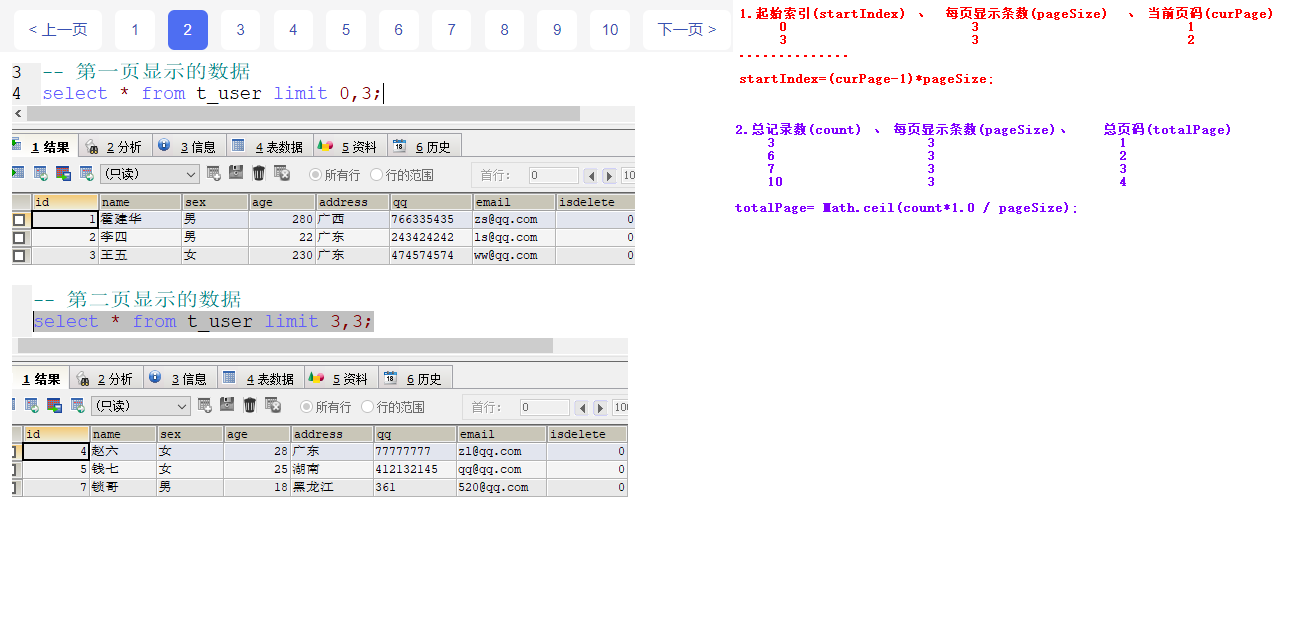 < 上一页 1 2 3 4 5 6 7 8 9 10 下一页 >
3 -- 第一页显示的数据
4 select * from t_user limit 0,3;
<
1 结果 2 分析 3 信息 4 表数据 5 资料 6 历史
(只读) 所有行 行的范围 首行: 0 10
id name sex age address qq email isdelete
1 霍建华 男 280 广西 766335435 zs@qq.com 0
2 李四 男 22 广东 243424242 ls@qq.com 0
3 王五 女 230 广东 474574574 ww@qq.com 0
-- 第二页显示的数据
select * from t_user limit 3,3;
1 结果 2 分析 3 信息 4 表数据 5 资料 6 历史
(只读) 所有行 行的范围 首行: 0 100
id name sex age address qq email isdelete
4 赵六 女 28 广东 77777777 zl@qq.com 0
5 钱七 女 25 湖南 412132145 qq@qq.com 0
7 锁哥 男 18 黑龙江 361 520@qq.com 0
1.起始索引(startIndex) 、 每页显示条数(pageSize) 、 当前页码(curPage)
0 3 1
3 3 2
--------------
startIndex=(curPage-1)*pageSize;
2.总记录数(count) 、 每页显示条数(pageSize)、 总页码(totalPage)
3 3 1
6 3 2
7 3 3
10 3 4
totalPage= Math.ceil(count*1.0 / pageSize);